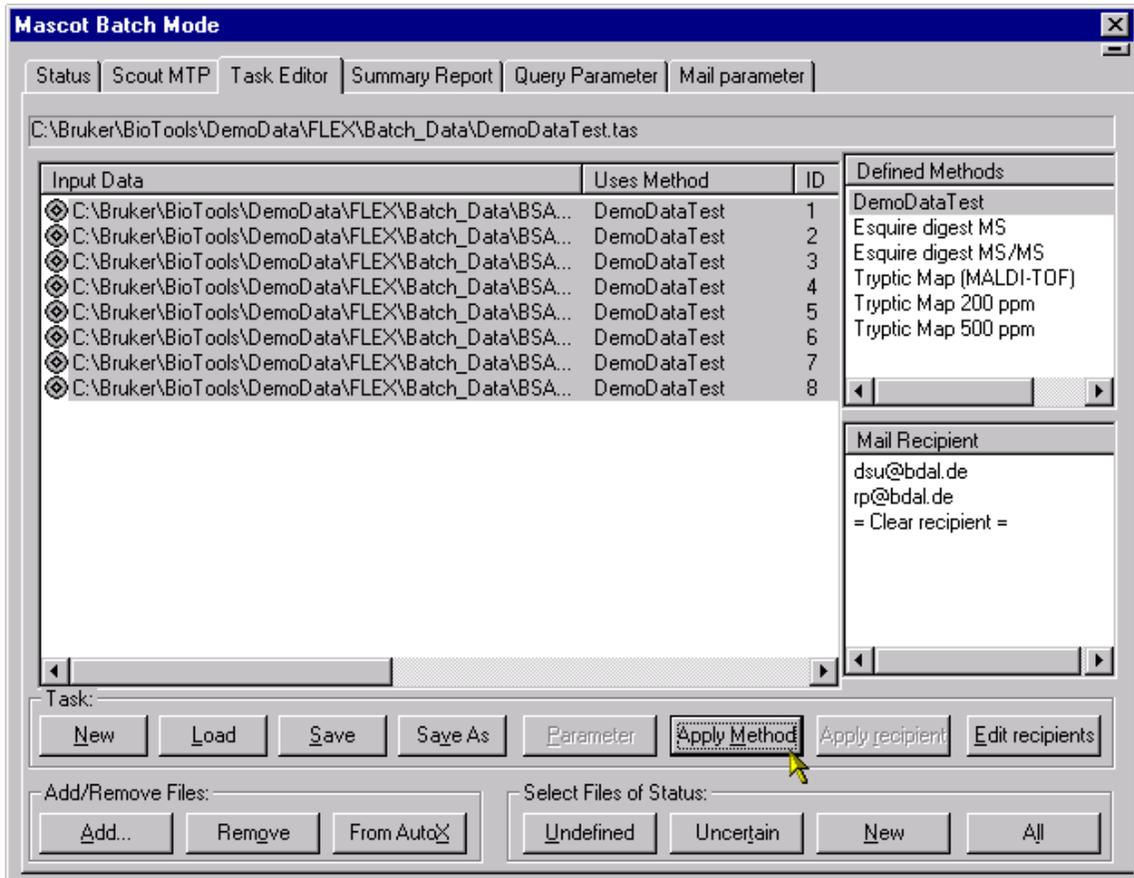 Mascot Batch Mode
Status Scout MTP Task Editor Summary Report Query Parameter Mail parameter
C:\Bruker\BioTools\DemoData\FLEX\Batch_Data\DemoDataTest.tas
Input Data Uses Method ID
C:\Bruker\BioTools\DemoData\FLEX\Batch_Data\BSA... DemoDataTest 1
C:\Bruker\BioTools\DemoData\FLEX\Batch_Data\BSA... DemoDataTest 2
C:\Bruker\BioTools\DemoData\FLEX\Batch_Data\BSA... DemoDataTest 3
C:\Bruker\BioTools\DemoData\FLEX\Batch_Data\BSA... DemoDataTest 4
C:\Bruker\BioTools\DemoData\FLEX\Batch_Data\BSA... DemoDataTest 5
C:\Bruker\BioTools\DemoData\FLEX\Batch_Data\BSA... DemoDataTest 6
C:\Bruker\BioTools\DemoData\FLEX\Batch_Data\BSA... DemoDataTest 7
C:\Bruker\BioTools\DemoData\FLEX\Batch_Data\BSA... DemoDataTest 8
Defined Methods
DemoDataTest
Esquire digest MS
Esquire digest MS/MS
Tryptic Map (MALDI-TOF)
Tryptic Map 200 ppm
Tryptic Map 500 ppm
Mail Recipient
dsu@bdal.de
rp@bdal.de
= Clear recipient =
Task:
New Load Save Save As Parameter Apply Method Apply recipient Edit recipients
Add/Remove Files:
Add... Remove From AutoX
Select Files of Status:
Undefined Uncertain New All